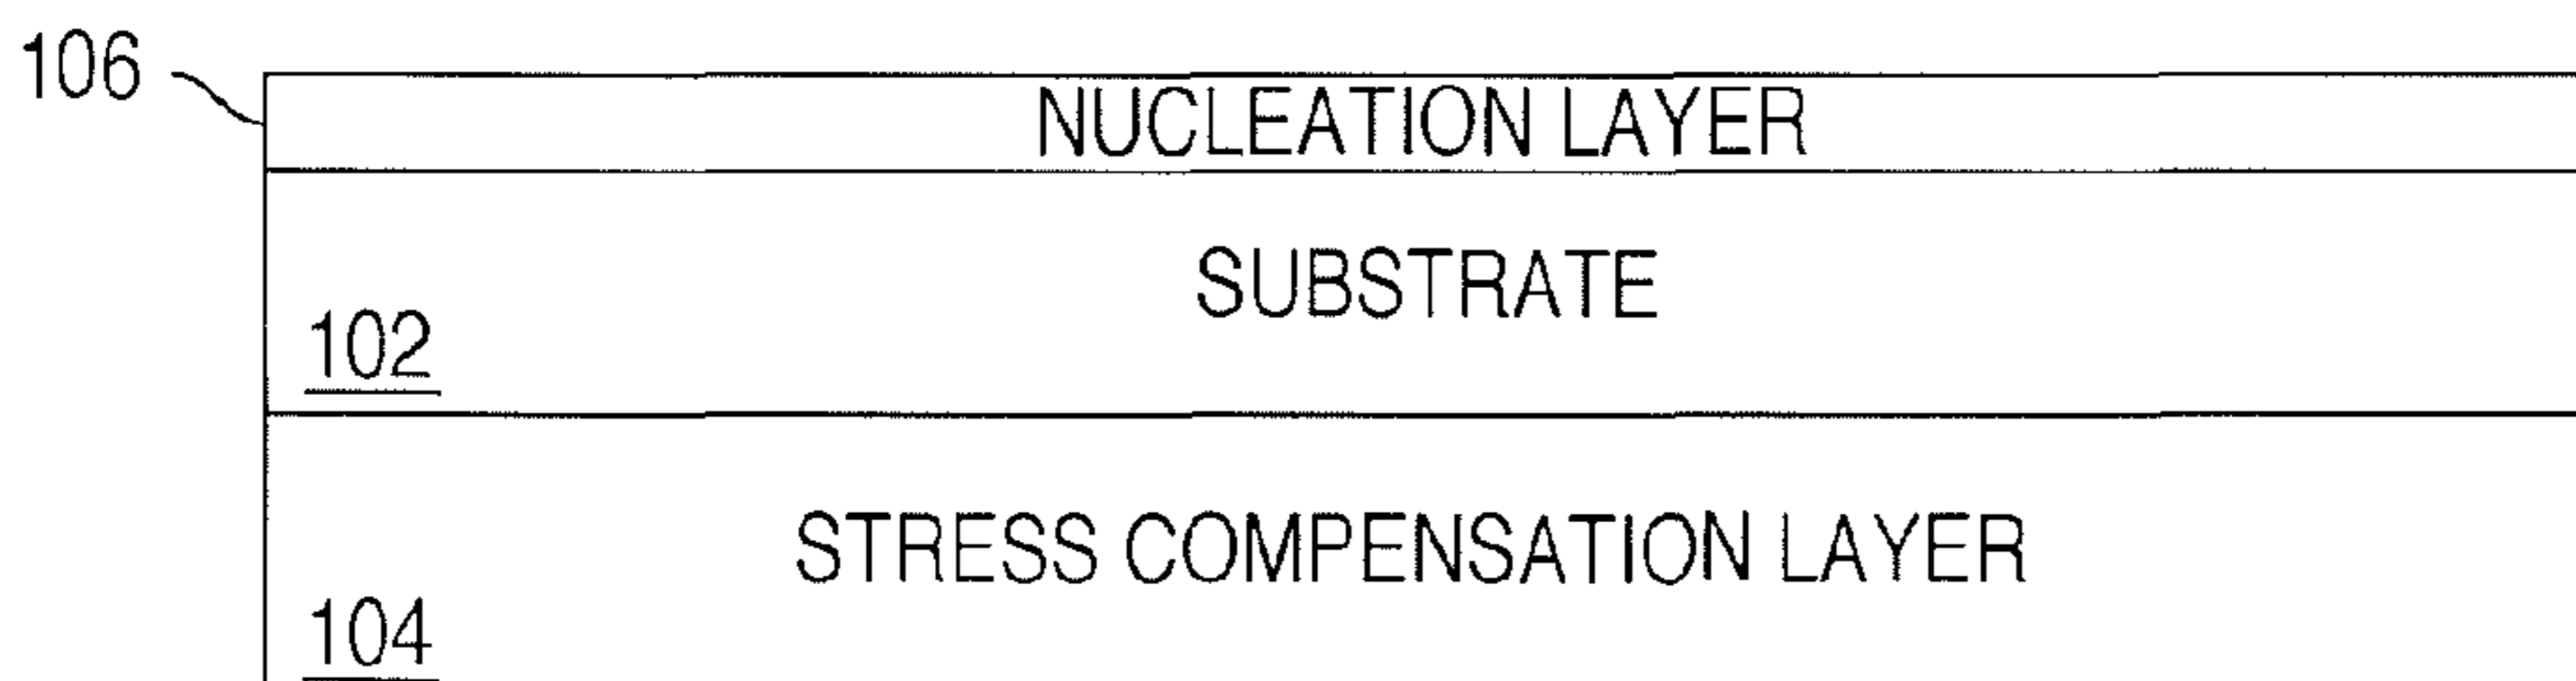 106
NUCLEATION LAYER
SUBSTRATE
102
STRESS COMPENSATION LAYER
104